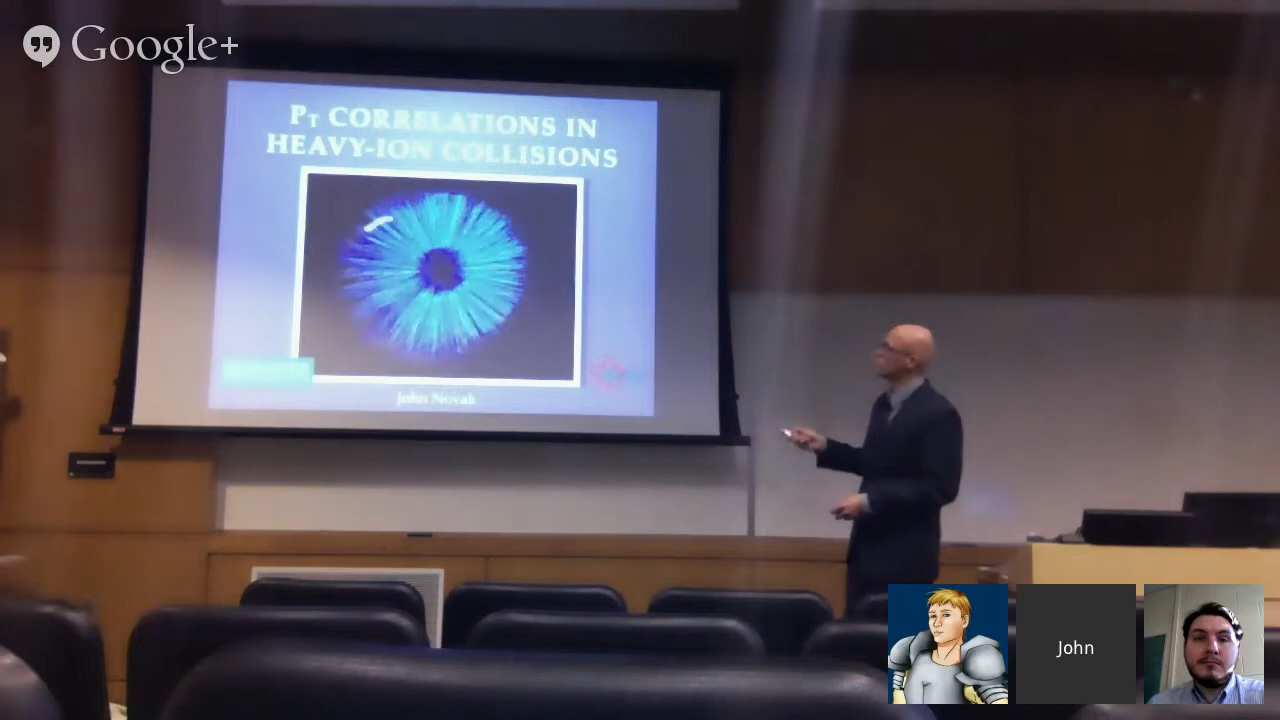 Google+
PT CORRELATIONS IN
HEAVY-ION COLLISIONS
John Novak
John